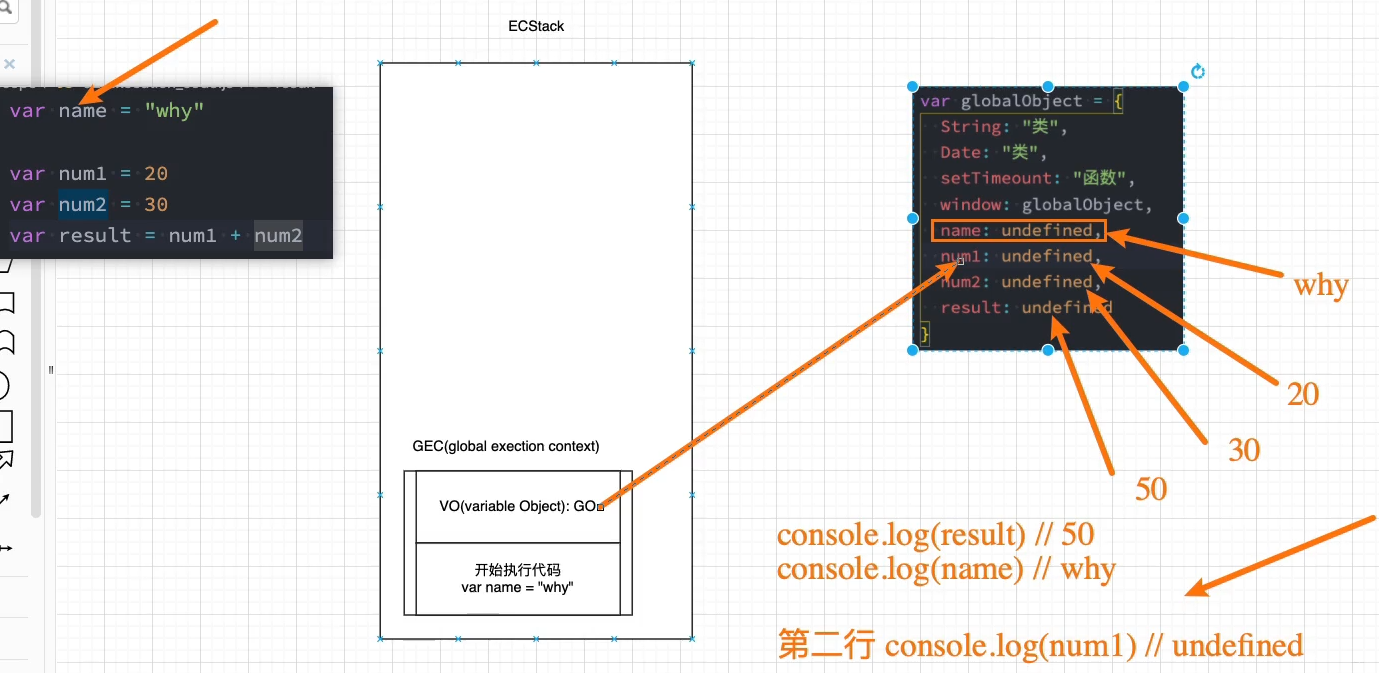 ECStack
var name = "why"
var num1 = 20
var num2 = 30
var result = num1 + num2
var globalObject = {
String: "类",
Date: "类",
setTimeount: "函数",
window: globalObject,
name: undefined,
num1: undefined,
num2: undefined,
result: undefined
}
why
20
30
50
GEC(global exection context)
VO(variable Object): GO
开始执行代码
var name = "why"
console.log(result) // 50
console.log(name) // why
第二行 console.log(num1) // undefined